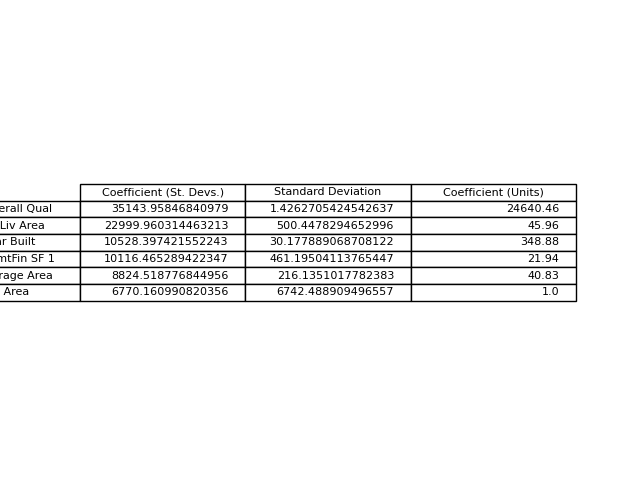 Coefficient (St. Devs.) Standard Deviation Coefficient (Units)
erall Qual 35143.95846840979 1.4262705424542637 24640.46
Liv Area 22999.960314463213 500.4478294652996 45.96
r Built 10528.397421552243 30.177889068708122 348.88
mtFin SF 1 10116.465289422347 461.19504113765447 21.94
rage Area 8824.518776844956 216.1351017782383 40.83
Area 6770.160990820356 6742.488909496557 1.0